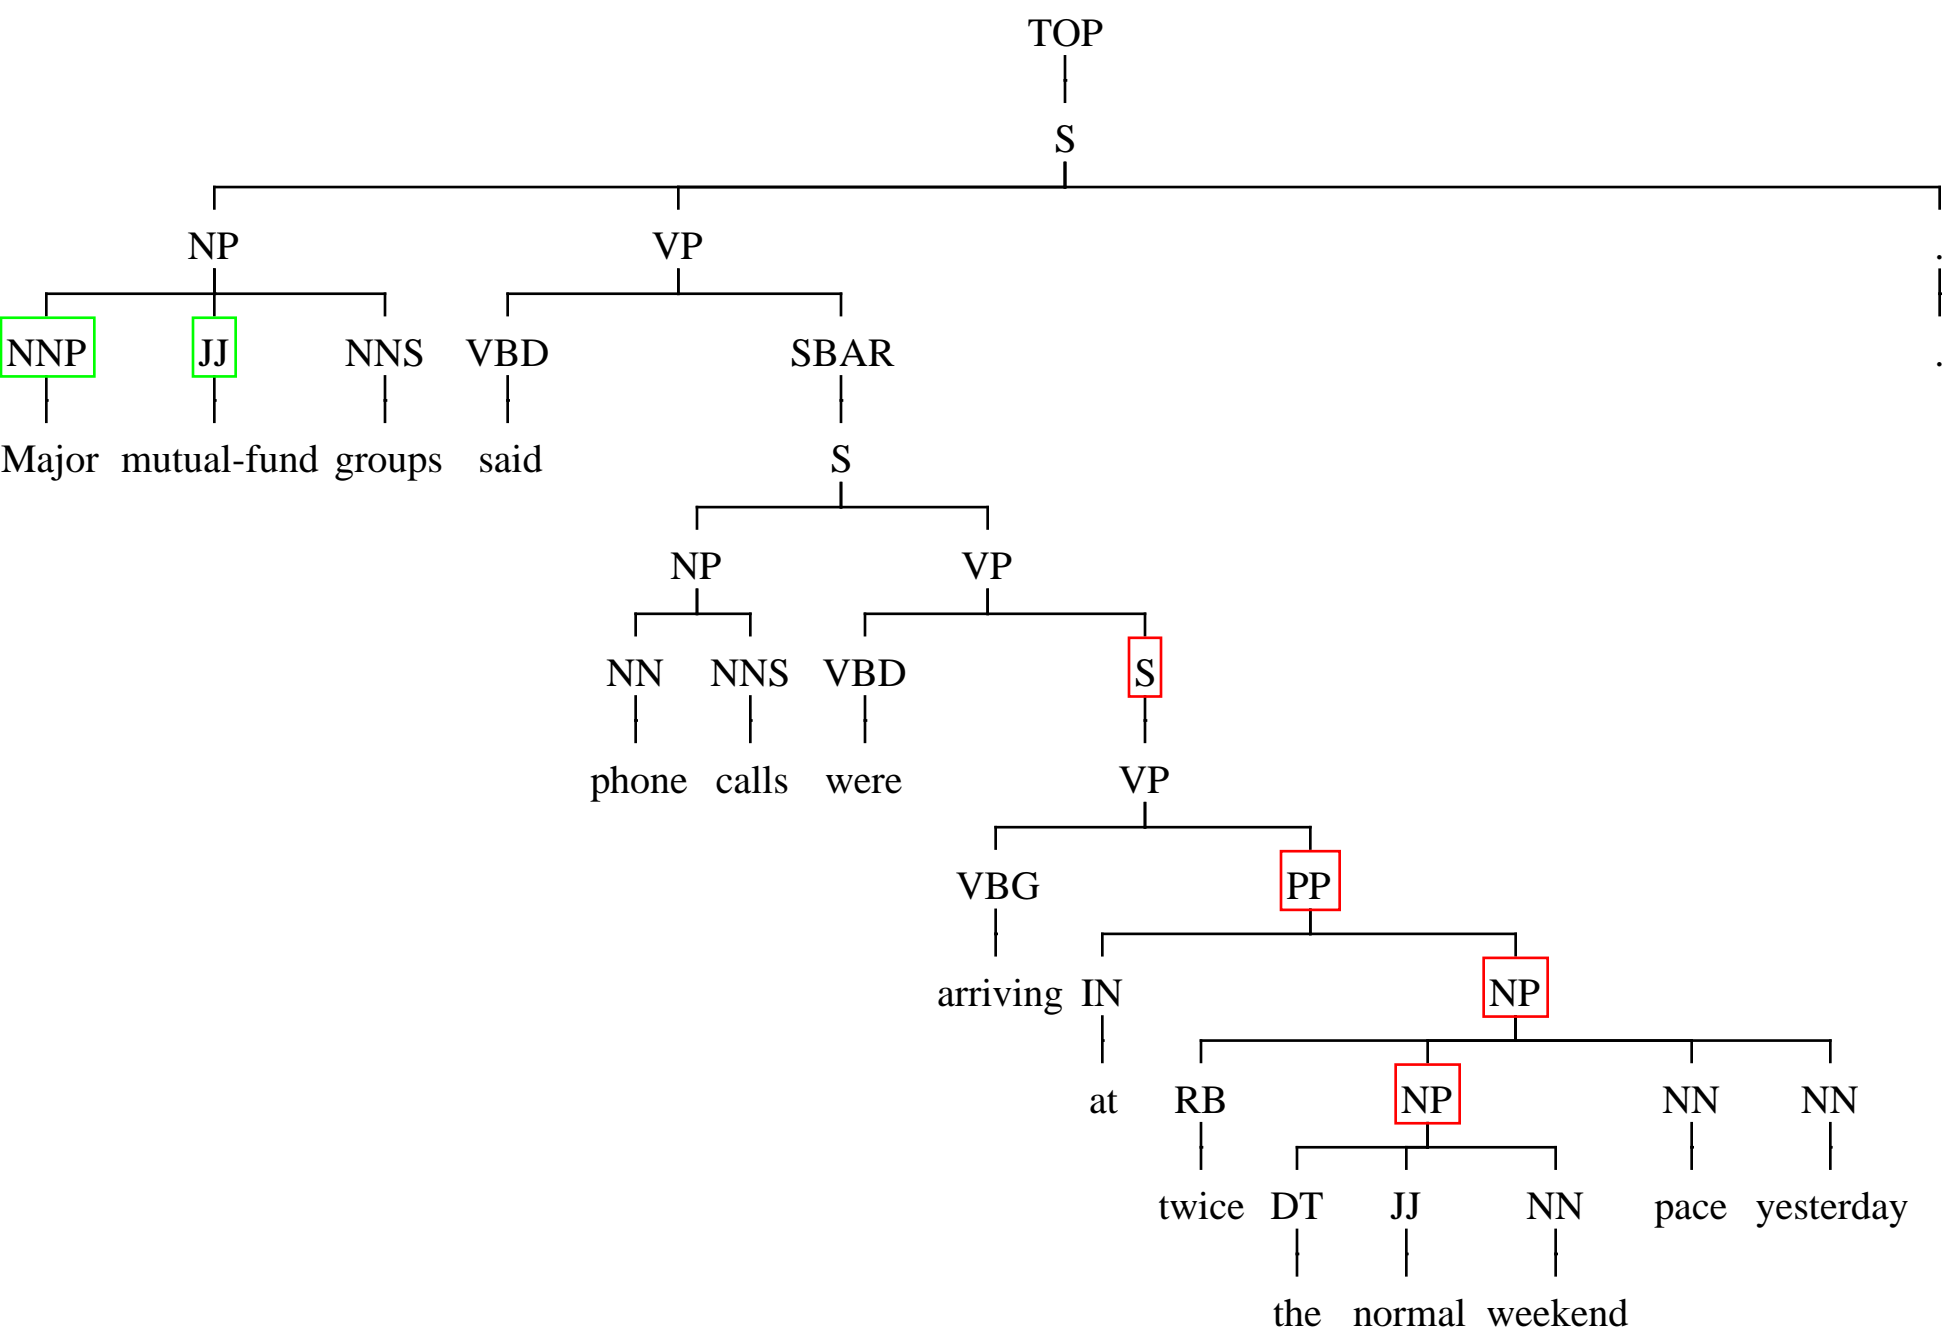 TOP
S
NP VP .
NNP JJ NNS VBD SBAR .
Major mutual-fund groups said S
NP VP
NN NNS VBD S
phone calls were VP
VBG PP
arriving IN NP
at RB NP NN NN
twice DT JJ NN pace yesterday
the normal weekend